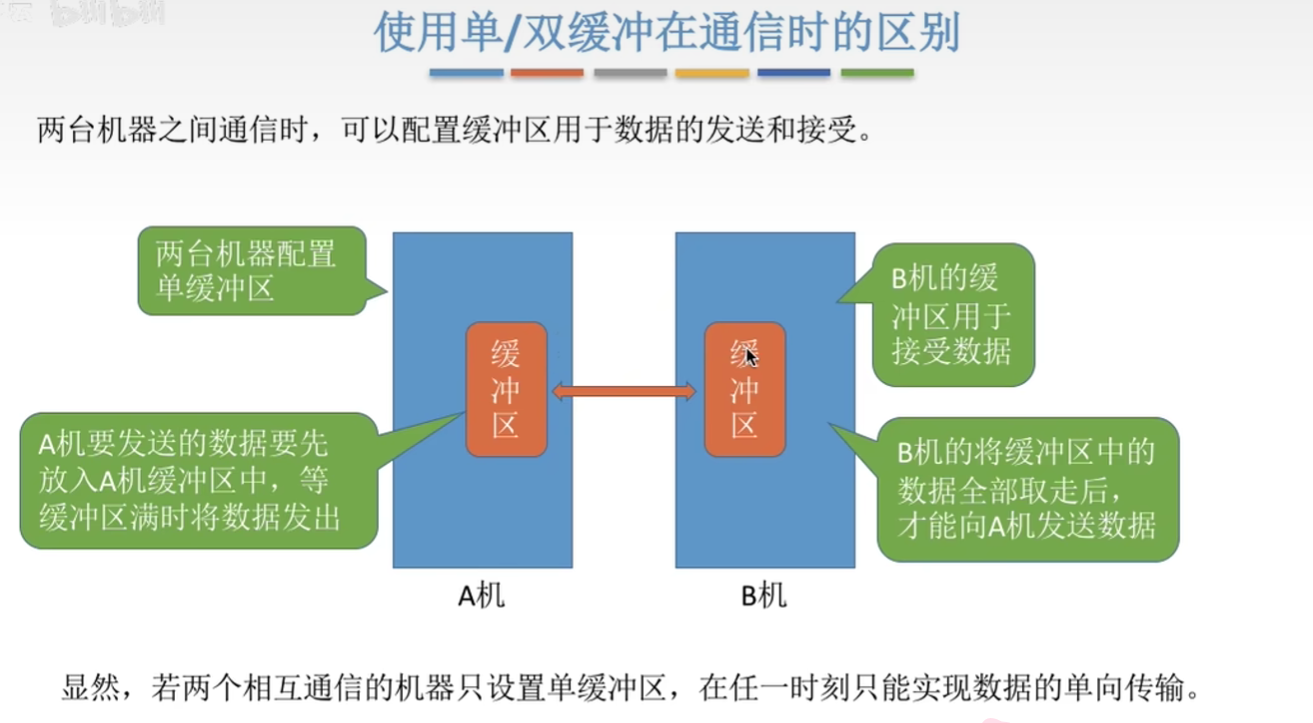 使用单/双缓冲在通信时的区别
两台机器之间通信时，可以配置缓冲区用于数据的发送和接受。
两台机器配置
单缓冲区
B机的缓
冲区用于
接受数据
缓
冲
区
缓
冲
区
A机要发送的数据要先
放入A机缓冲区中，等
缓冲区满时将数据发出
B机的将缓冲区中的
数据全部取走后，
才能向A机发送数据
A机
B机
显然，若两个相互通信的机器只设置单缓冲区，在任一时刻只能实现数据的单向传输。